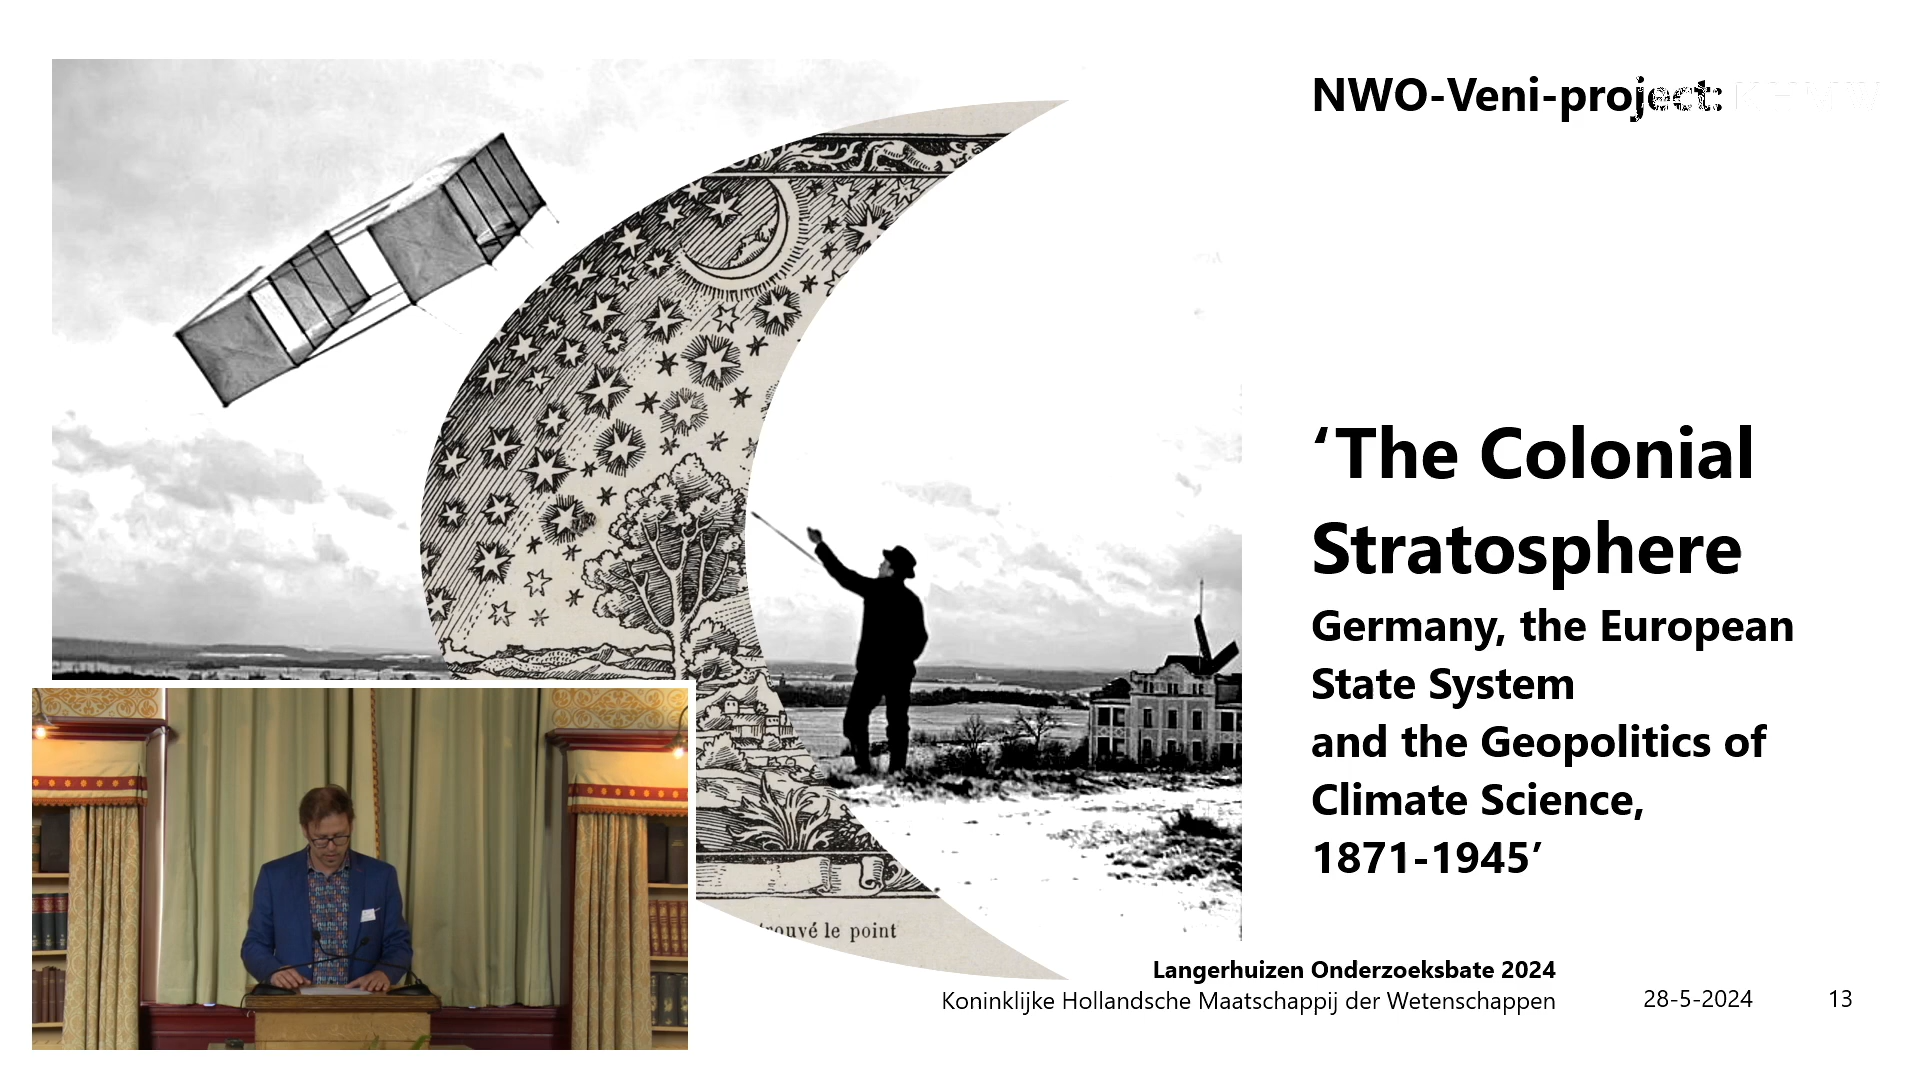 NWO-Veni-project:
‘The Colonial
Stratosphere
Germany, the European
State System
and the Geopolitics of
Climate Science,
1871-1945’
trouvé le point
Langerhuizen Onderzoeksbate 2024
Koninklijke Hollandsche Maatschappij der Wetenschappen
28-5-2024
13